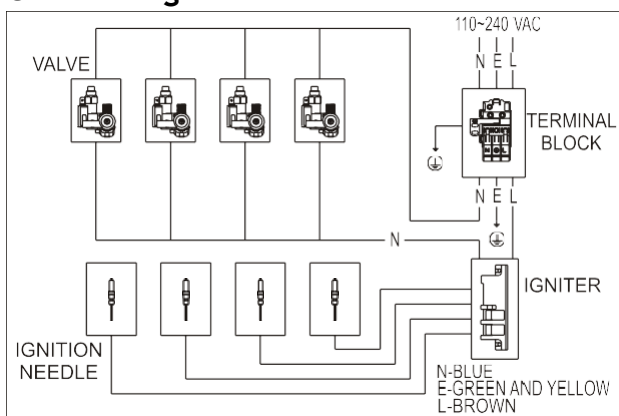 110~240 VAC
VALVE
N E L
TERMINAL
BLOCK
N E L
N
IGNITER
IGNITION
NEEDLE
N-BLUE
E-GREEN AND YELLOW
L-BROWN